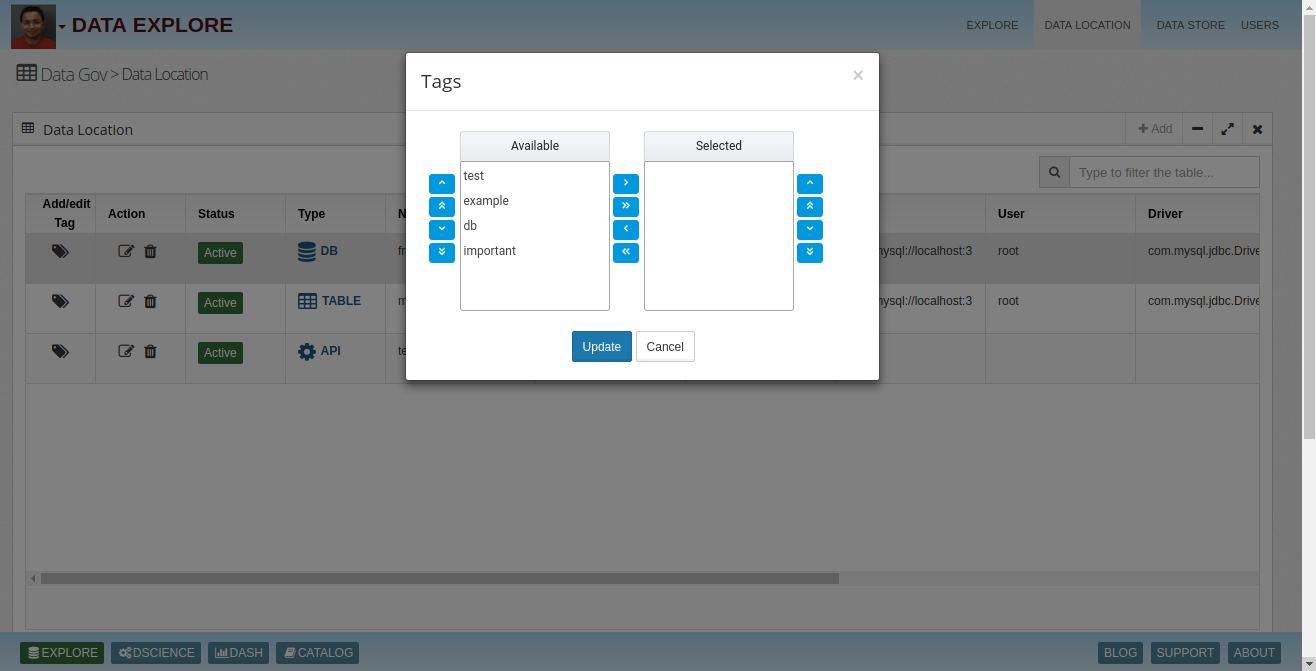 DATA EXPLORE
EXPLORE DATA LOCATION DATA STORE USERS
Data Gov > Data Location
Tags ×
Data Location
Add
Available Selected
test
example
db
important
Update Cancel
Type to filter the table...
Add/edit Tag Action Status Type N User Driver
Active DB fr ysql://localhost:3 root com.mysql.jdbc.Drive
Active TABLE m ysql://localhost:3 root com.mysql.jdbc.Drive
Active API te
EXPLORE DSCIENCE DASH CATALOG BLOG SUPPORT ABOUT